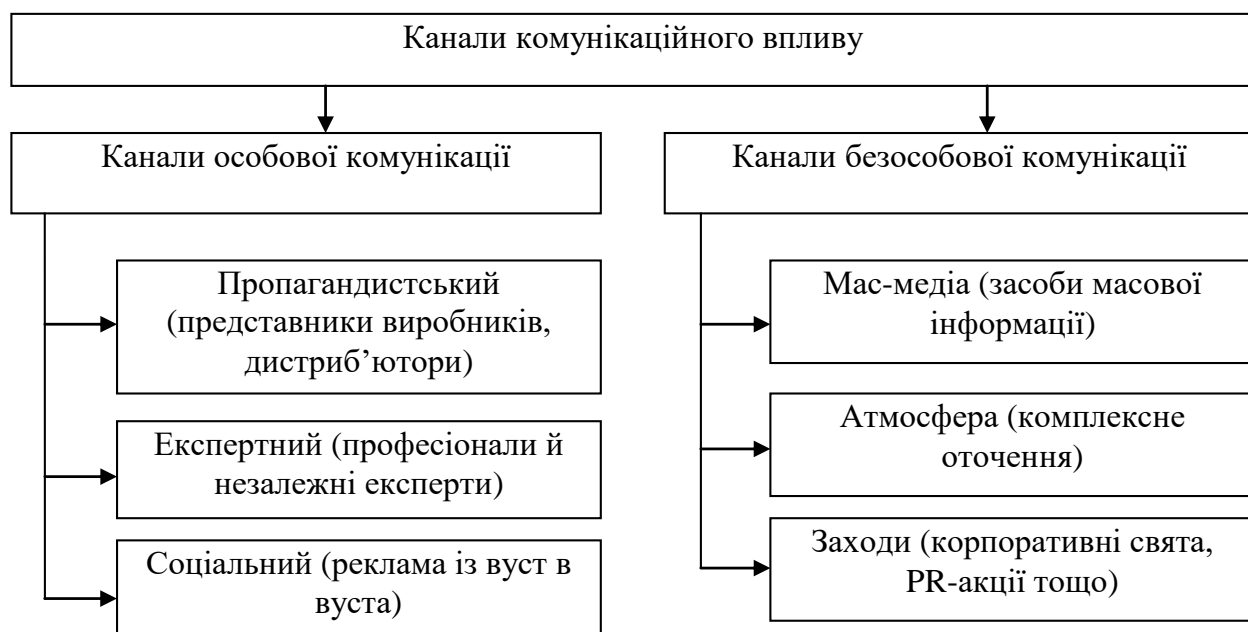 Канали комунікаційного впливу
Канали особової комунікації
Пропагандистський
(представники виробників,
дистриб’ютори)
Експертний (професіонали й
незалежні експерти)
Соціальний (реклама із вуст в
вуста)
Канали безособової комунікації
Мас-медіа (засоби масової
інформації)
Атмосфера (комплексне
оточення)
Заходи (корпоративні свята,
PR-акції тощо)